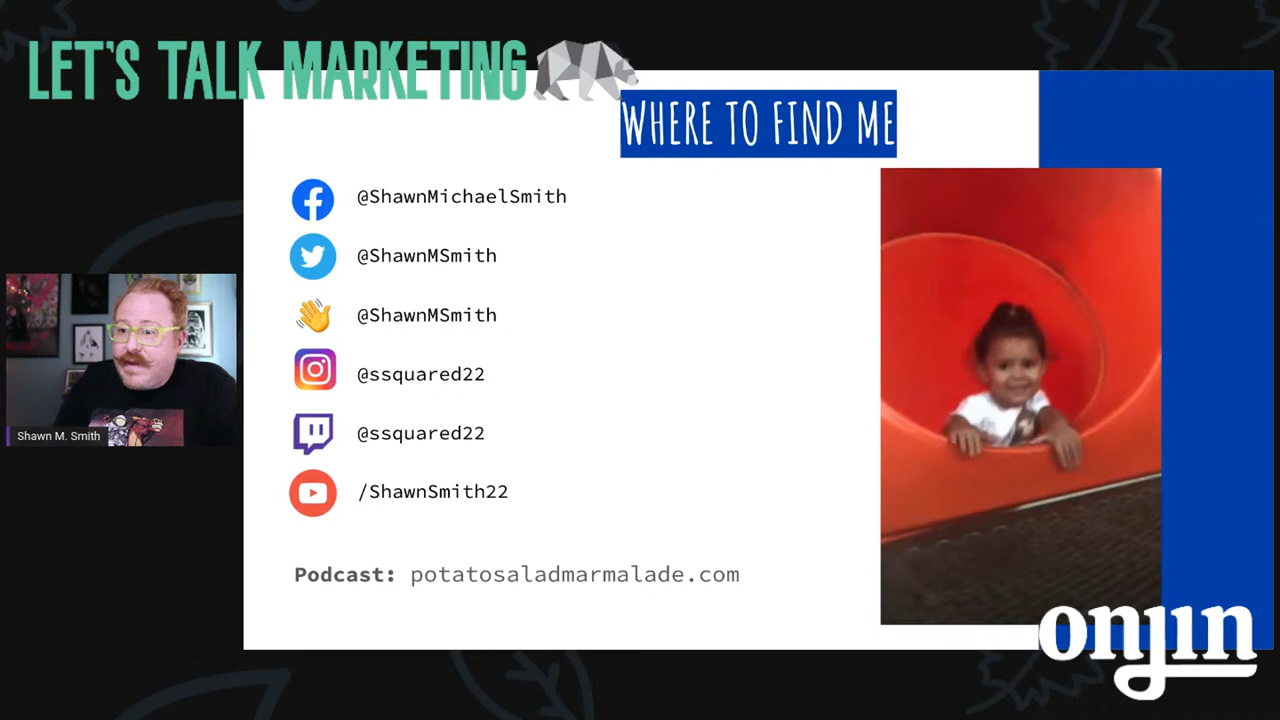 LET'S TALK MARKETING
WHERE TO FIND ME
@ShawnMichaelSmith
@ShawnMSmith
@ShawnMSmith
@ssquared22
@ssquared22
/ShawnSmith22
Shawn M. Smith
Podcast: potatosaladmarmalade.com
onjin